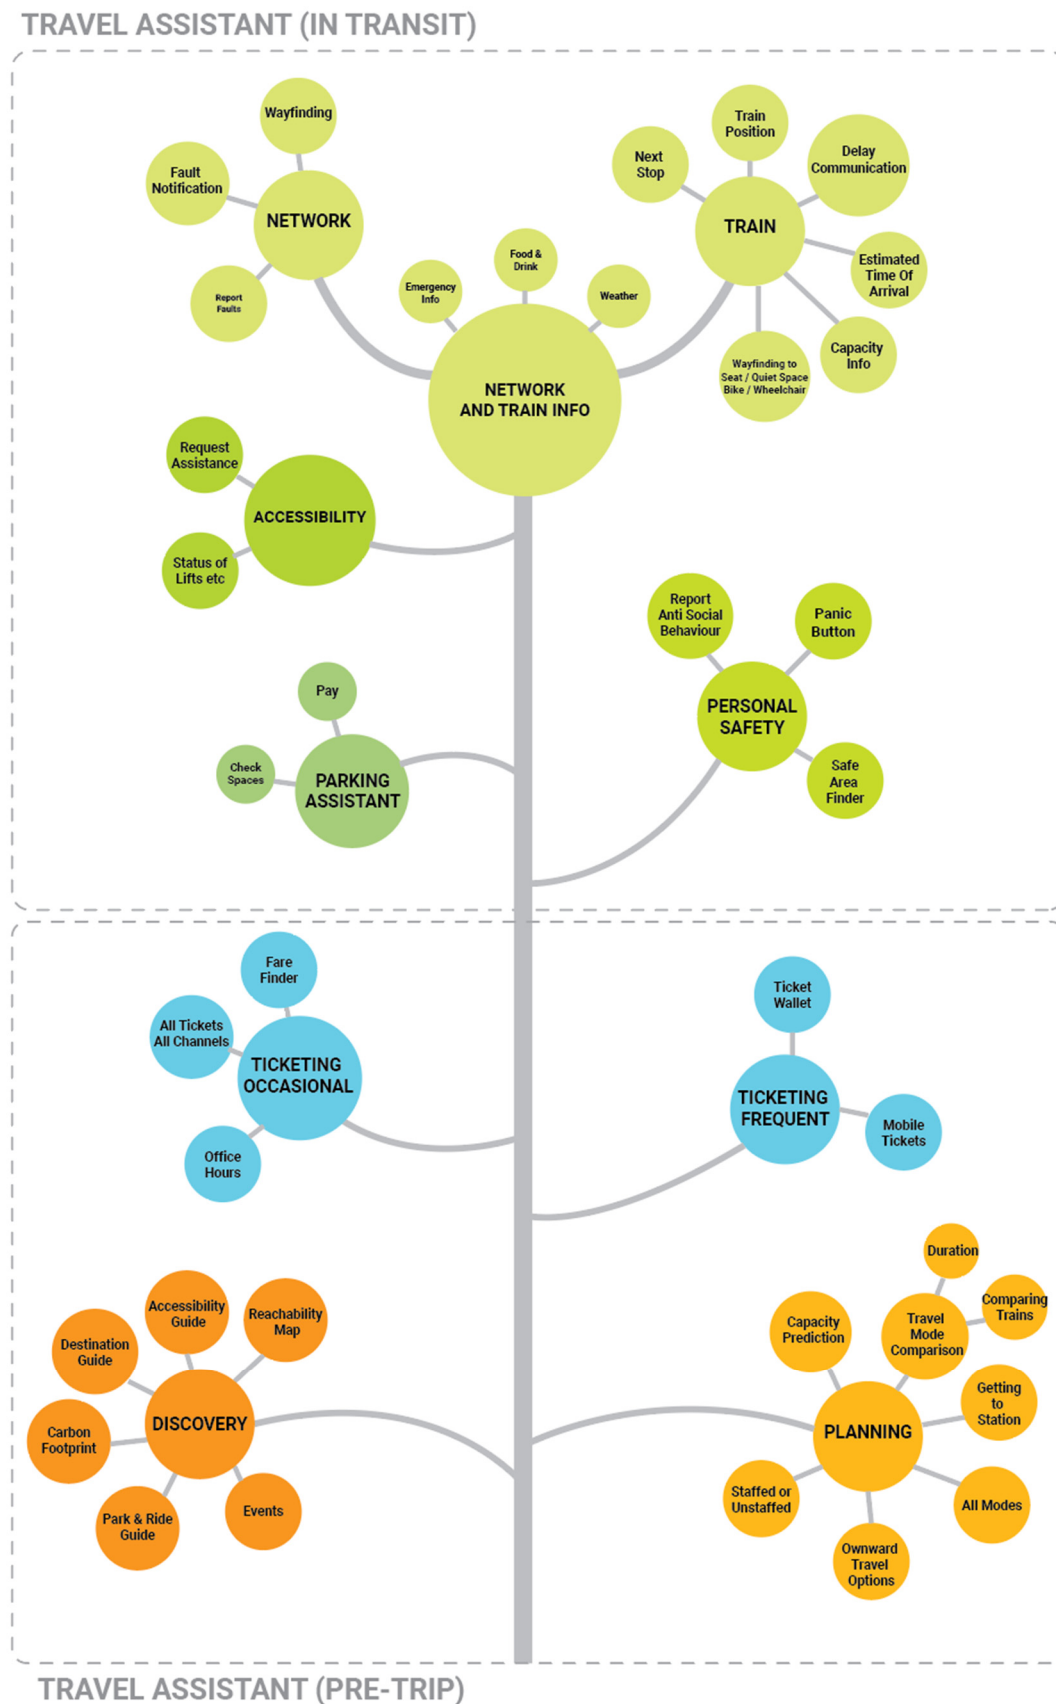 TRAVEL ASSISTANT (IN TRANSIT)
Wayfinding
Fault
Notification
NETWORK
Report
Faults
Train
Position
Next
Stop
Delay
Communication
TRAIN
Estimated
Time Of
Arrival
Capacity
Info
Wayfinding to
Seat / Quiet Space
Bike / Wheelchair
Emergency
Info
Food &
Drink
Weather
NETWORK
AND TRAIN INFO
Request
Assistance
ACCESSIBILITY
Status of
Lifts etc
Report
Anti Social
Behaviour
Panic
Button
PERSONAL
SAFETY
Safe
Area
Finder
Pay
Check
Spaces
PARKING
ASSISTANT
Fare
Finder
All Tickets
All Channels
TICKETING
OCCASIONAL
Office
Hours
Ticket
Wallet
TICKETING
FREQUENT
Mobile
Tickets
Accessibility
Guide
Reachability
Map
Destination
Guide
DISCOVERY
Carbon
Footprint
Park & Ride
Guide
Events
Duration
Comparing
Trains
Travel
Mode
Comparison
Capacity
Prediction
Getting
to
Station
PLANNING
Staffed or
Unstaffed
All Modes
Ownward
Travel
Options
TRAVEL ASSISTANT (PRE-TRIP)